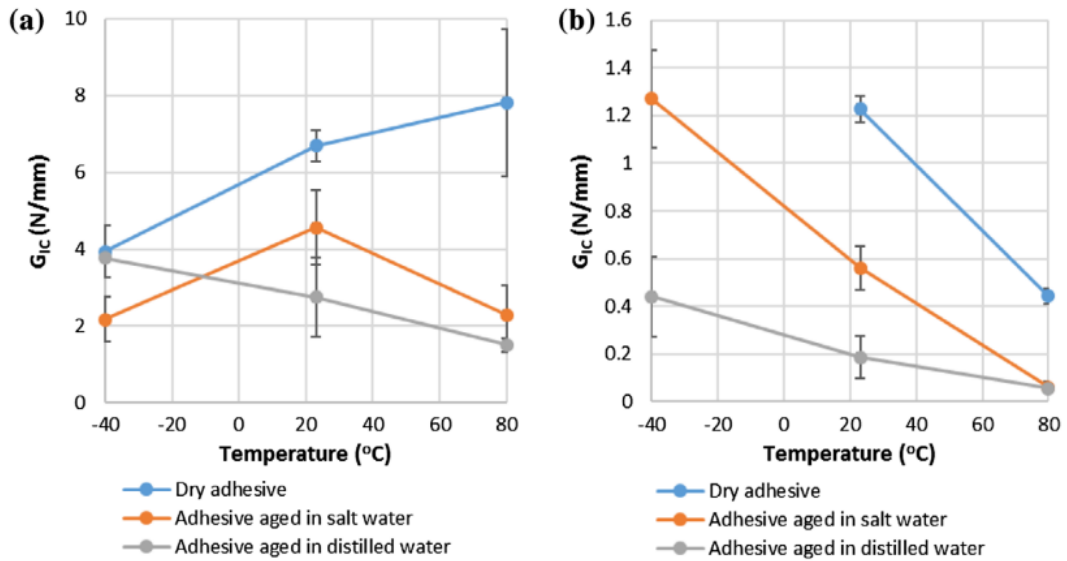 (a)
10
8
6
4
2
0
G_IC (N/mm)
-40 -20 0 20 40 60 80
Temperature (ºC)
Dry adhesive
Adhesive aged in salt water
Adhesive aged in distilled water
(b)
1.6
1.4
1.2
1
0.8
0.6
0.4
0.2
0
G_IC (N/mm)
-40 -20 0 20 40 60 80
Temperature (ºC)
Dry adhesive
Adhesive aged in salt water
Adhesive aged in distilled water